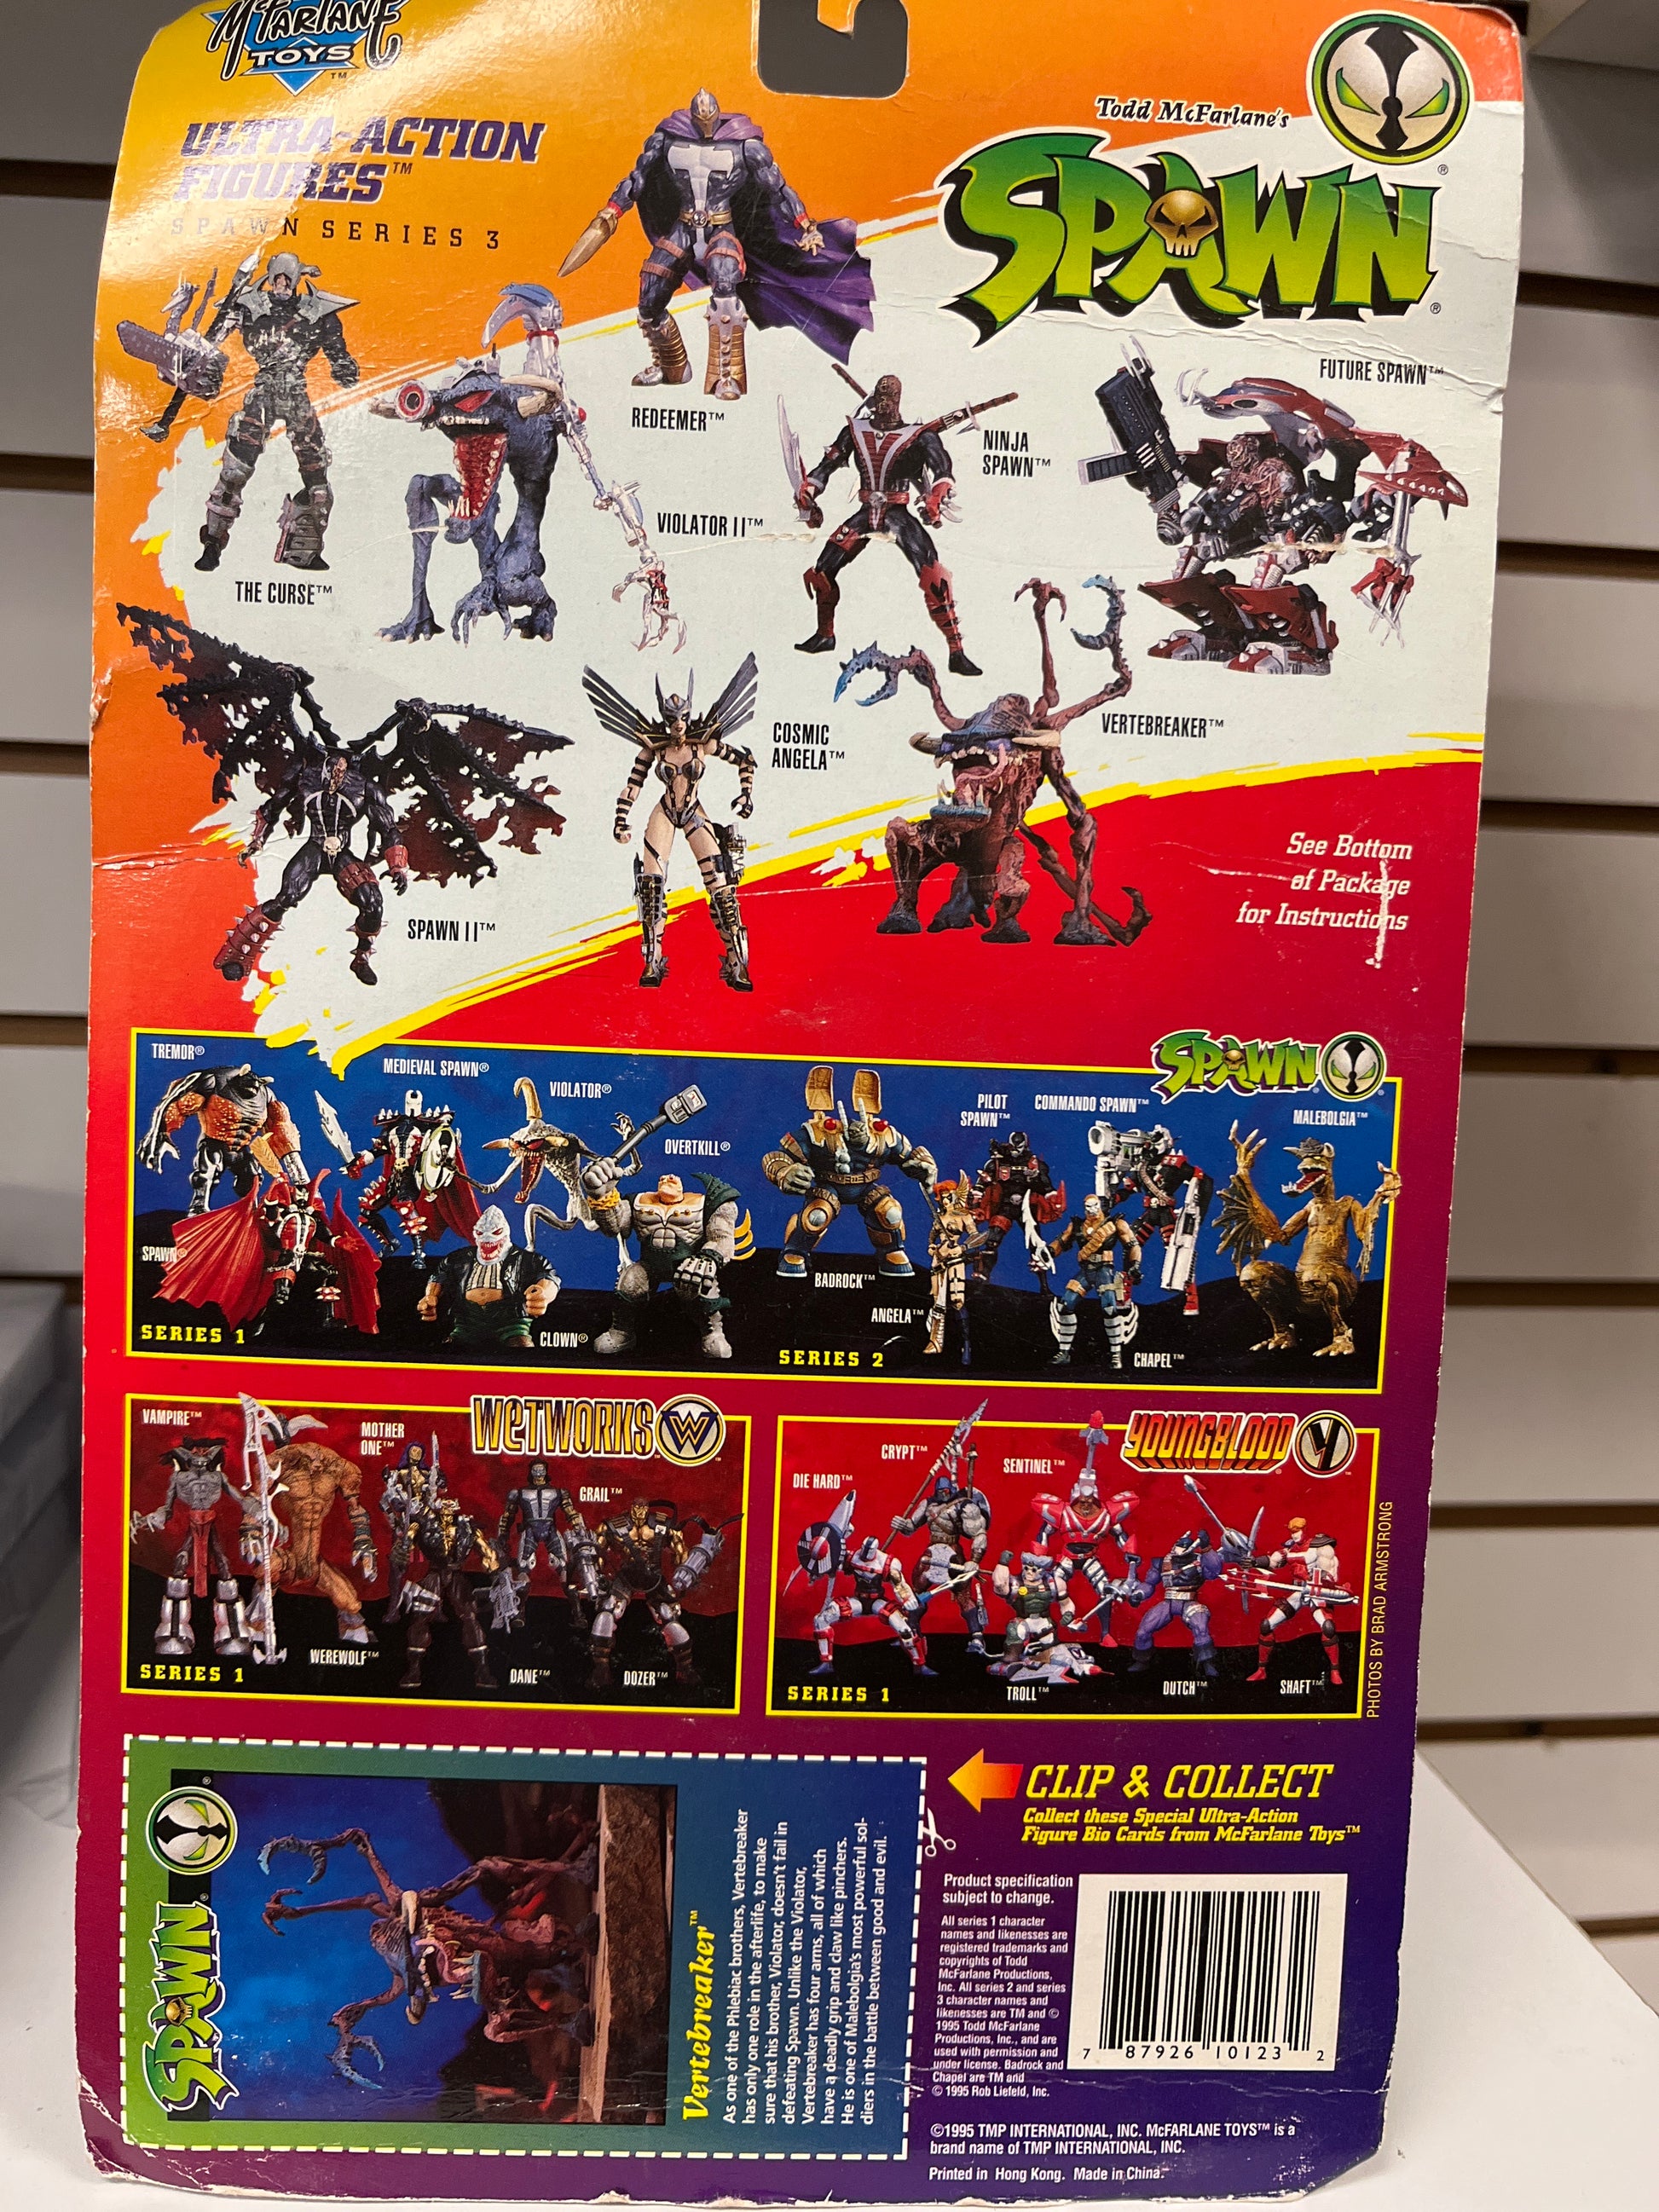 McFARLANE
TOYS™
ULTRA-ACTION
FIGURES™
SPAWN SERIES 3
Todd McFarlane's
SPAWN®
REDEEMER™
FUTURE SPAWN™
NINJA
SPAWN™
VIOLATOR II™
THE CURSE™
COSMIC
ANGELA™
VERTEBREAKER™
SPAWN II™
See Bottom
of Package
for Instructions
SPAWN
TREMOR®
MEDIEVAL SPAWN®
VIOLATOR®
OVERTKILL®
SPAWN®
CLOWN®
SERIES 1
PILOT
SPAWN™
COMMANDO SPAWN™
MALEBOLGIA™
BADROCK™
ANGELA™
CHAPEL™
SERIES 2
WETWORKS W
VAMPIRE™
MOTHER
ONE™
GRAIL™
WEREWOLF™
DANE™
DOZER™
SERIES 1
YOUNGBLOOD Y
DIE HARD™
CRYPT™
SENTINEL™
TROLL™
DUTCH™
SHAFT™
SERIES 1
PHOTOS BY BRAD ARMSTRONG
SPAWN®
Vertebreaker™
As one of the Phlebiac brothers, Vertebreaker
has only one role in the afterlife, to make
sure that his brother, Violator, doesn't fail in
defeating Spawn. Unlike the Violator,
Vertebreaker has four arms, all of which
have a deadly grip and claw like pinchers.
He is one of Malebolgia's most powerful sol-
diers in the battle between good and evil.
CLIP & COLLECT
Collect these Special Ultra-Action
Figure Bio Cards from McFarlane Toys™
Product specification
subject to change.
All series 1 character
names and likenesses are
registered trademarks and
copyrights of Todd
McFarlane Productions,
Inc. All series 2 and series
3 character names and
likenesses are TM and ©
1995 Todd McFarlane
Productions, Inc., and are
used with permission and
under license. Badrock and
Chapel are TM and
© 1995 Rob Liefeld, Inc.
7 87926 10123 2
©1995 TMP INTERNATIONAL, INC. McFARLANE TOYS™ is a
brand name of TMP INTERNATIONAL, INC.
Printed in Hong Kong. Made in China.